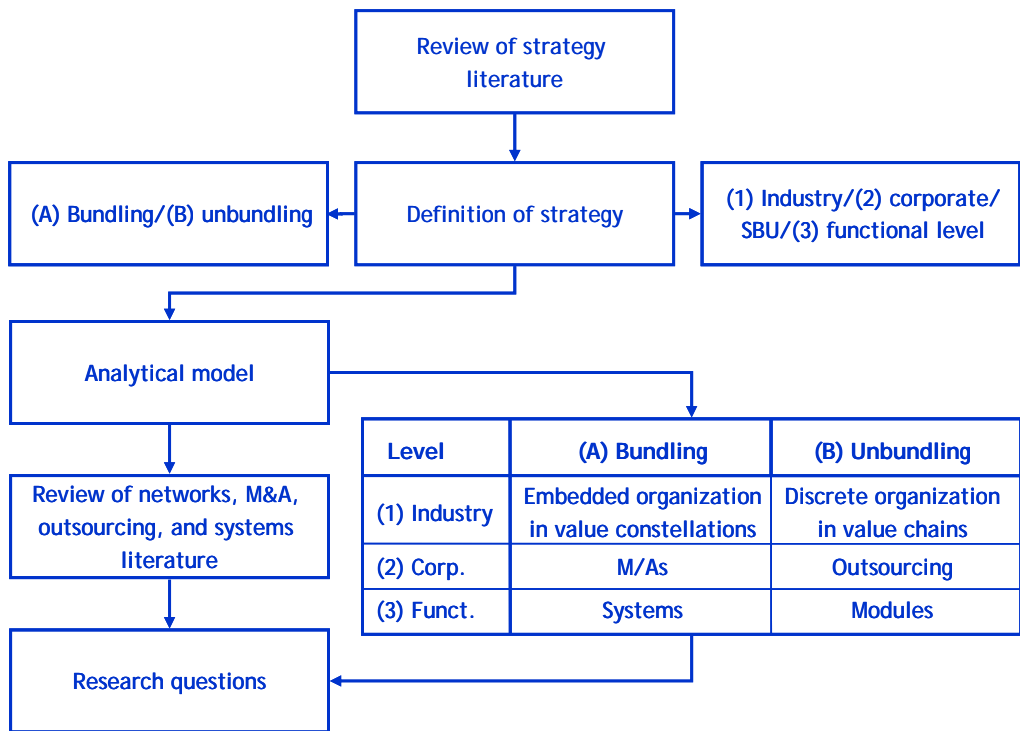 Review of strategy
literature
(A) Bundling/(B) unbundling
Definition of strategy
(1) Industry/(2) corporate/
SBU/(3) functional level
Analytical model
Level
(A) Bundling
(B) Unbundling
(1) Industry
Embedded organization
in value constellations
Discrete organization
in value chains
(2) Corp.
M/As
Outsourcing
(3) Funct.
Systems
Modules
Review of networks, M&A,
outsourcing, and systems
literature
Research questions